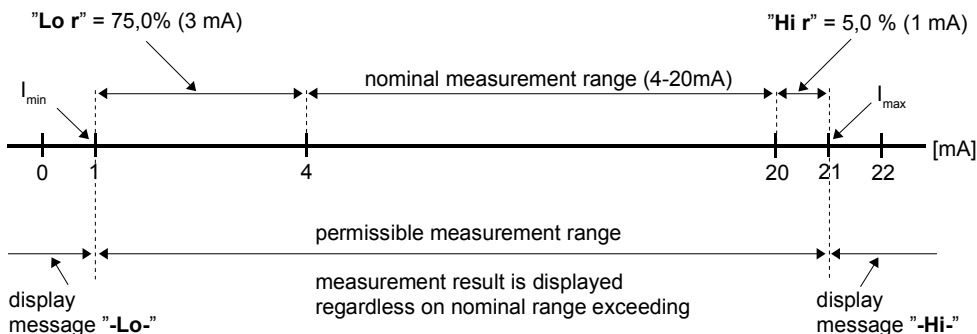 "Lo r" = 75,0% (3 mA)
"Hi r" = 5,0 % (1 mA)
nominal measurement range (4-20mA)
Imin
Imax
[mA]
0 1 4 20 21 22
permissible measurement range
measurement result is displayed
regardless on nominal range exceeding
display
message "-Lo-"
display
message "-Hi-"